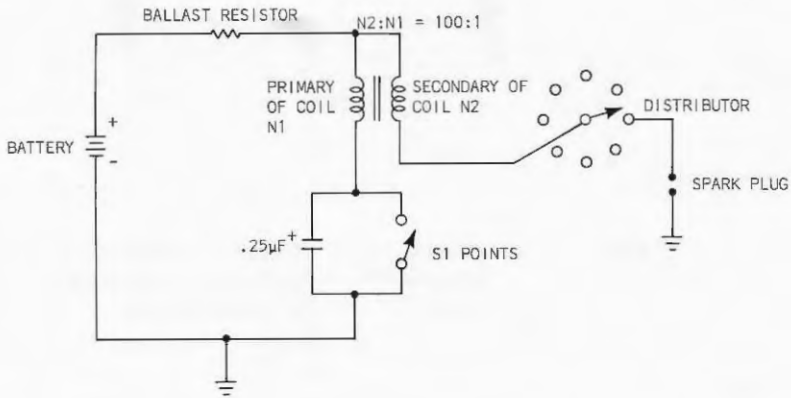 BALLAST RESISTOR
N2:N1 = 100:1
PRIMARY
OF COIL
N1
SECONDARY OF
COIL N2
DISTRIBUTOR
BATTERY
+
-
SPARK PLUG
.25µF
+
S1 POINTS